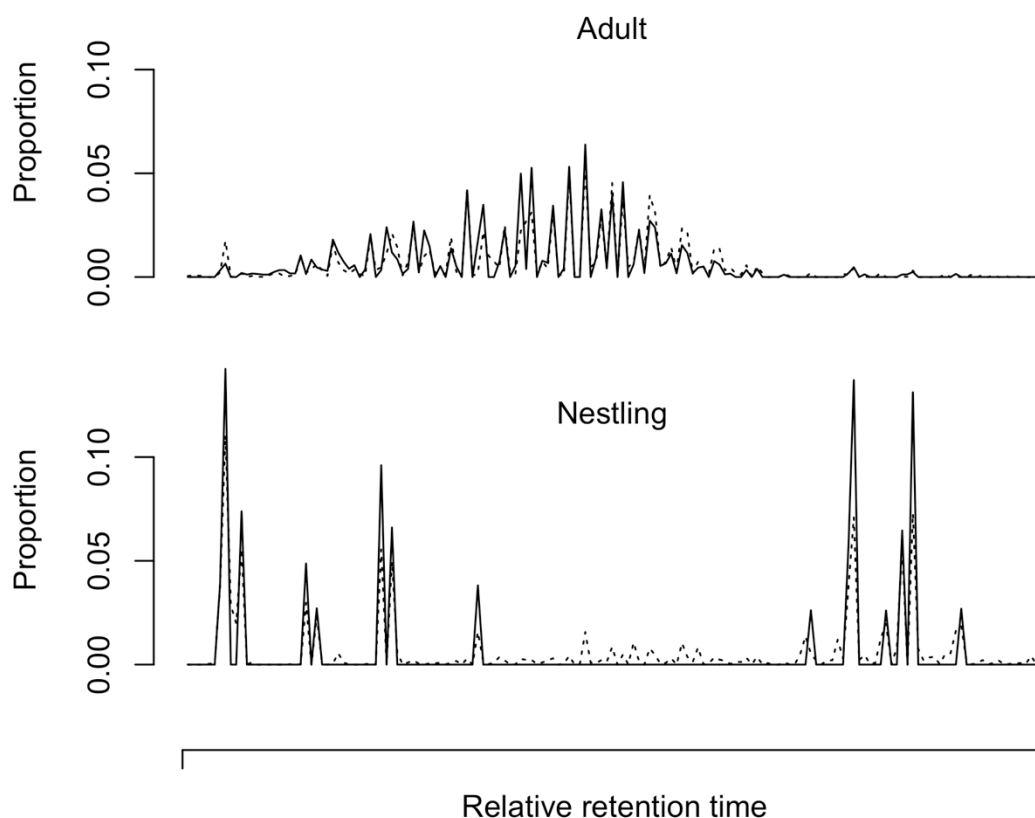 Adult
Proportion
0.10
0.05
0.00
Nestling
Proportion
0.10
0.05
0.00
Relative retention time